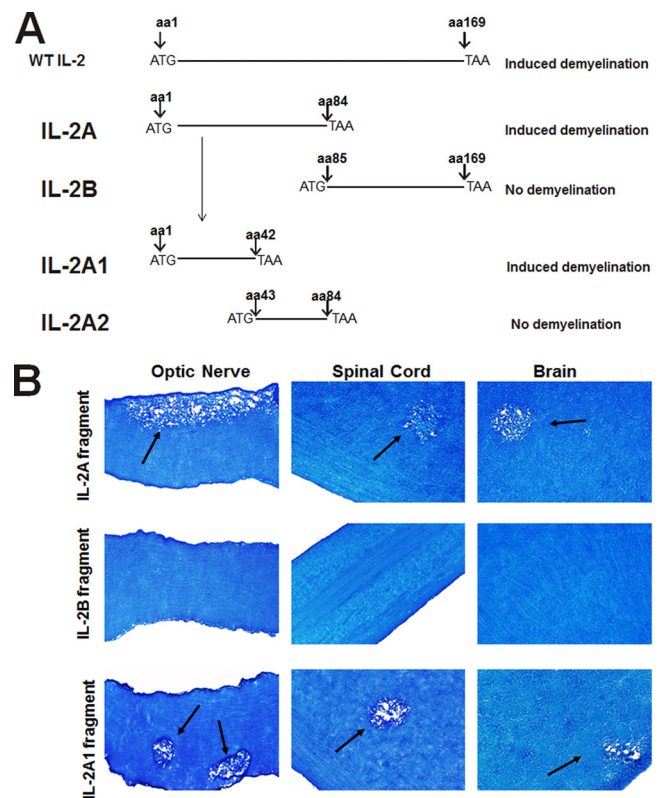 A
aa1 aa169
WT IL-2 ATG TAA Induced demyelination
aa1 aa84
IL-2A ATG TAA Induced demyelination
aa85 aa169
IL-2B ATG TAA No demyelination
aa1 aa42
IL-2A1 ATG TAA Induced demyelination
aa43 aa84
IL-2A2 ATG TAA No demyelination
B
Optic Nerve Spinal Cord Brain
IL-2A fragment
IL-2B fragment
IL-2A1 fragment